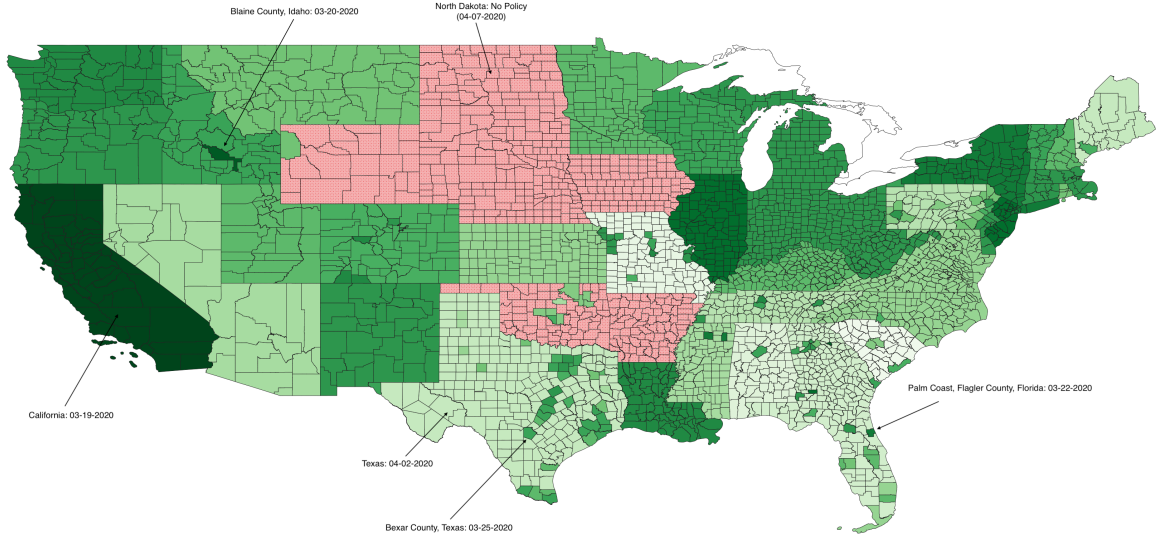 Blaine County, Idaho: 03-20-2020
North Dakota: No Policy
(04-07-2020)
Palm Coast, Flagler County, Florida: 03-22-2020
California: 03-19-2020
Texas: 04-02-2020
Bexar County, Texas: 03-25-2020